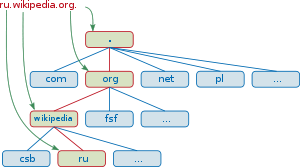 ru.wikipedia.org.
.
com org net pl ...
wikipedia fsf ...
csb ru ...